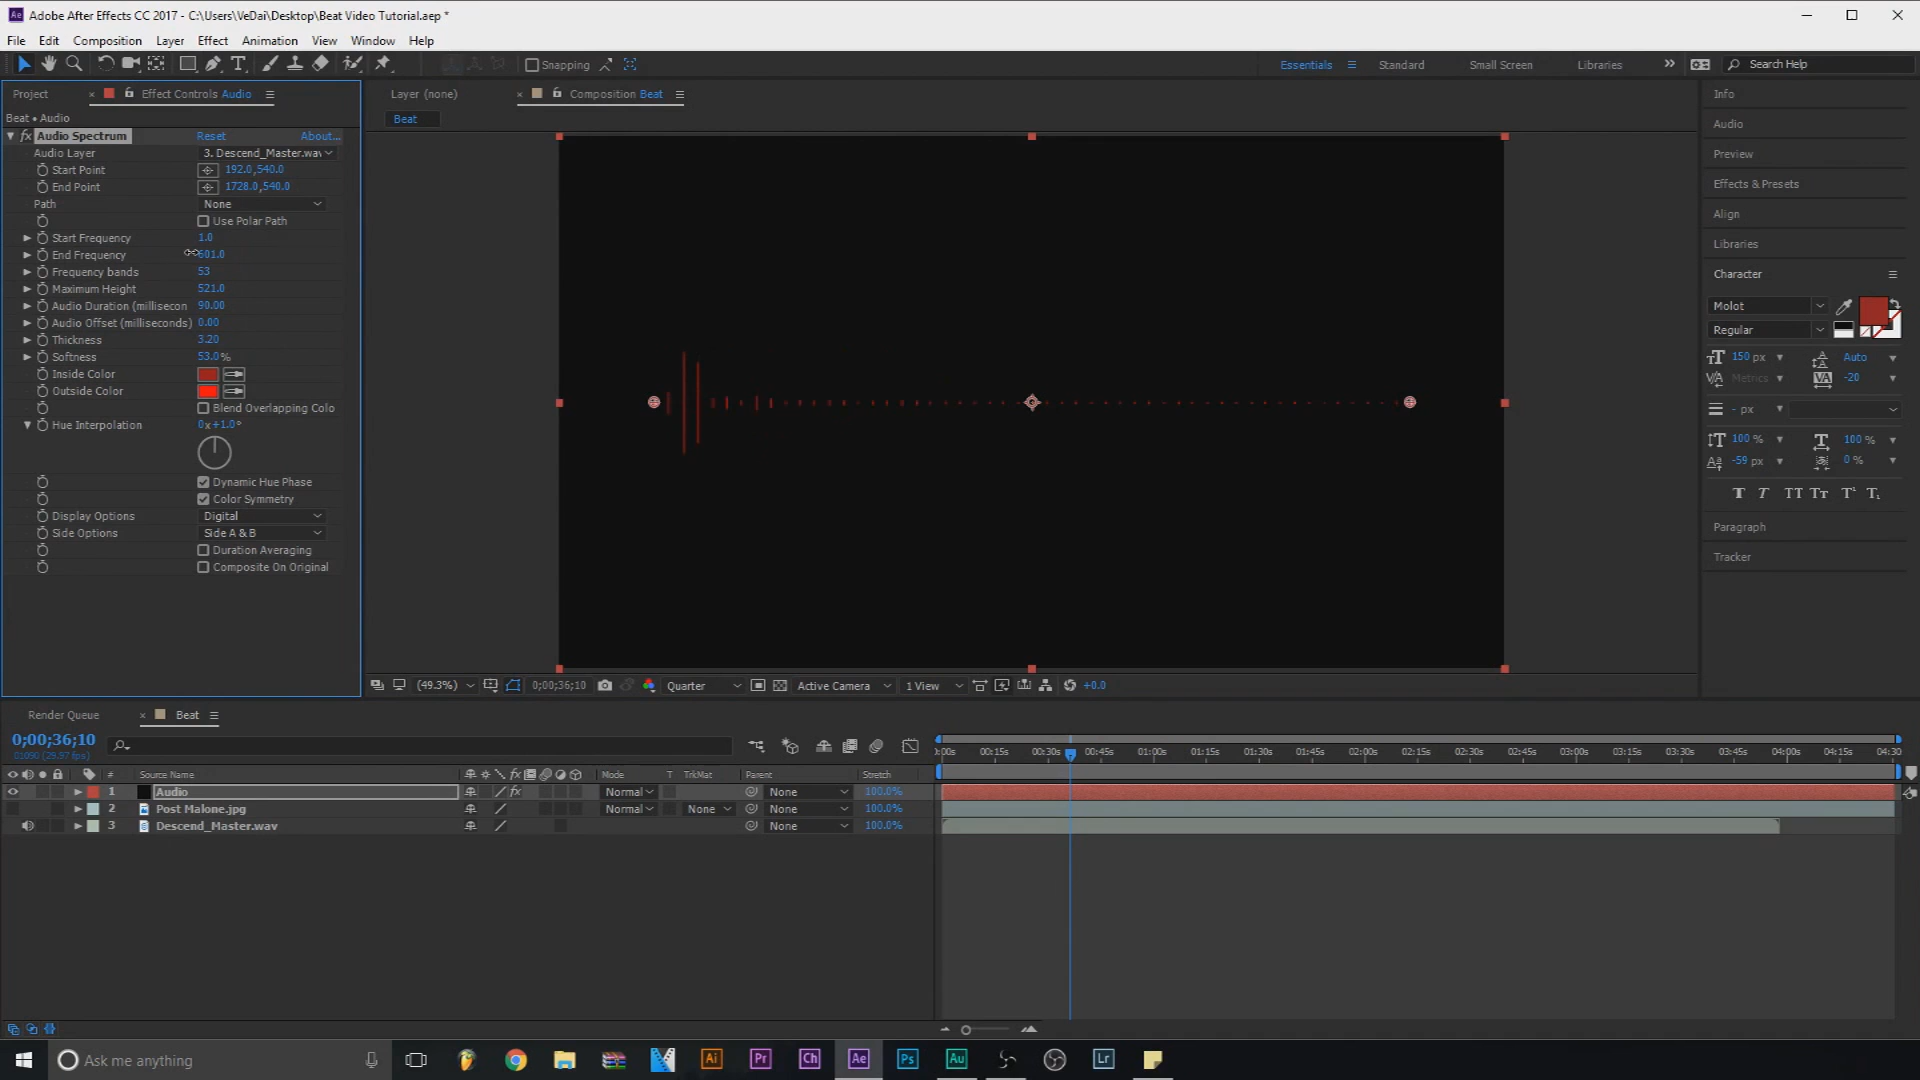 Adobe After Effects CC 2017 - C:\Users\VeDai\Desktop\Beat Video Tutorial.aep *
File Edit Composition Layer Effect Animation View Window Help
Snapping
Essentials Standard Small Screen Libraries Search Help
Project Effect Controls Audio
Layer (none) Composition Beat
Beat • Audio
Beat
Audio Spectrum Reset About...
Audio Layer 3. Descend_Master.wav
Start Point 192.0,540.0
End Point 1728.0,540.0
Path None
Use Polar Path
Start Frequency 1.0
End Frequency 601.0
Frequency bands 53
Maximum Height 521.0
Audio Duration (millisecon 90.00
Audio Offset (milliseconds) 0.00
Thickness 3.20
Softness 53.0%
Inside Color
Outside Color
Blend Overlapping Colo
Hue Interpolation 0x+1.0°
Dynamic Hue Phase
Color Symmetry
Display Options Digital
Side Options Side A & B
Duration Averaging
Composite On Original
Info
Audio
Preview
Effects & Presets
Align
Libraries
Character
Molot
Regular
150 px Auto
Metrics -20
- px
100 % 100 %
-59 px 0 %
T T TT Tт T¹ T₁
Paragraph
Tracker
(49.3%) 0;00;36;10 Quarter Active Camera 1 View +0.0
Render Queue Beat
0;00;36;10
01090 (29.97 fps)
:00s 00:15s 00:30s 00:45s 01:00s 01:15s 01:30s 01:45s 02:00s 02:15s 02:30s 02:45s 03:00s 03:15s 03:30s 03:45s 04:00s 04:15s 04:30
# Source Name fx Mode T TrkMat Parent Stretch
1 Audio fx Normal None 100.0%
2 Post Malone.jpg Normal None None 100.0%
3 Descend_Master.wav None 100.0%
Ask me anything
Ai Pr Ch Ae Ps Au Lr